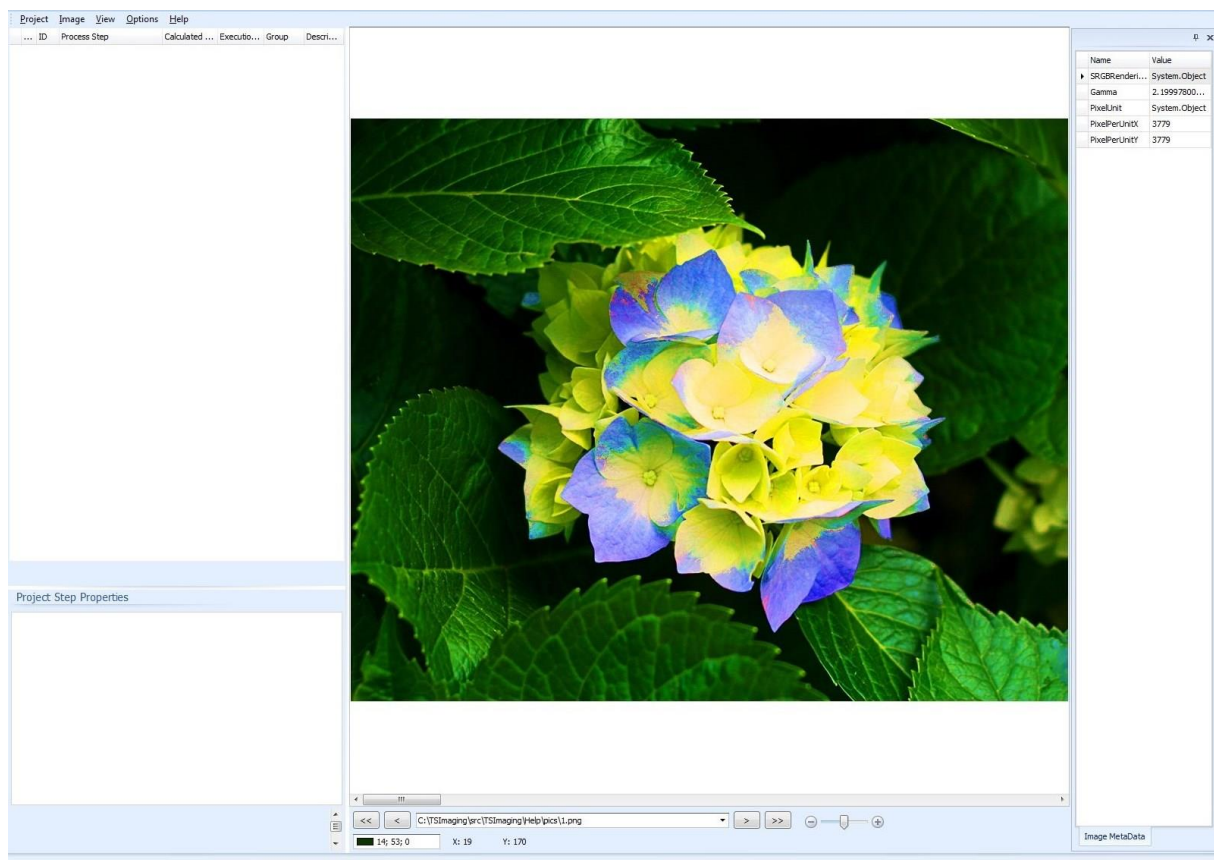 Project Image View Options Help
... ID Process Step Calculated ... Executio... Group Descri...
Name Value
SRGBRenderi... System.Object
Gamma 2.19997800...
PixelUnit System.Object
PixelPerUnitX 3779
PixelPerUnitY 3779
Project Step Properties
<< < C:\TSImaging\src\TSImaging\Help\pics\1.png > >>
14; 53; 0 X: 19 Y: 170
Image MetaData